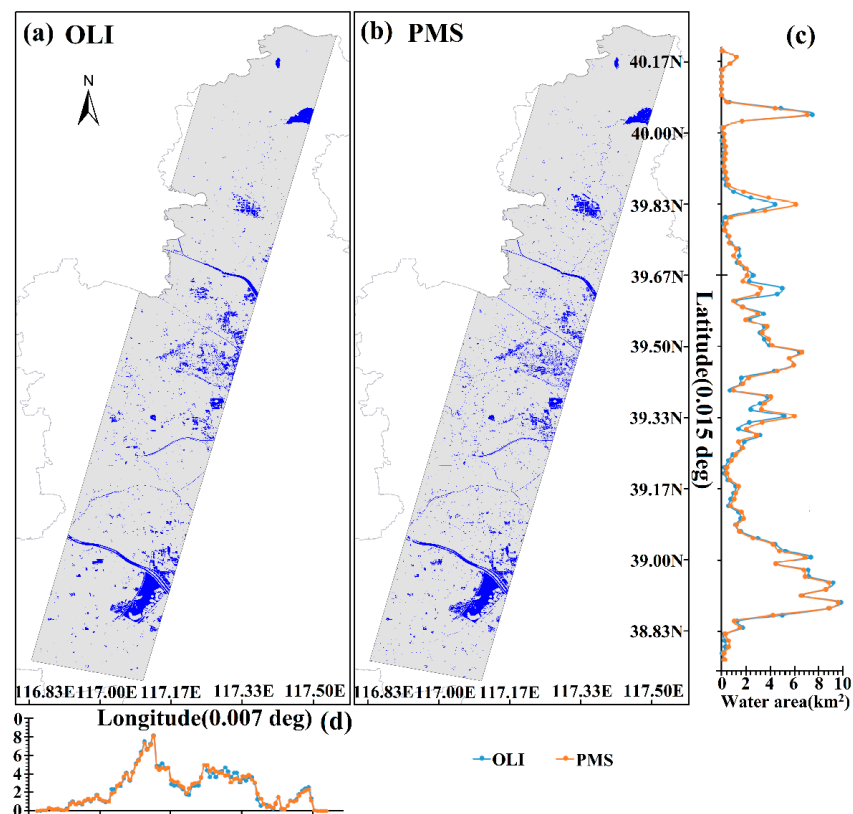 (a) OLI
(b) PMS
(c)
N
40.17N
40.00N
39.83N
39.67N
39.50N
39.33N
39.17N
39.00N
38.83N
Latitude(0.015 deg)
0 2 4 6 8 10
Water area(km²)
116.83E 117.00E 117.17E 117.33E 117.50E
116.83E 117.00E 117.17E 117.33E 117.50E
Longitude(0.007 deg) (d)
0
8
6
4
2
0
OLI PMS